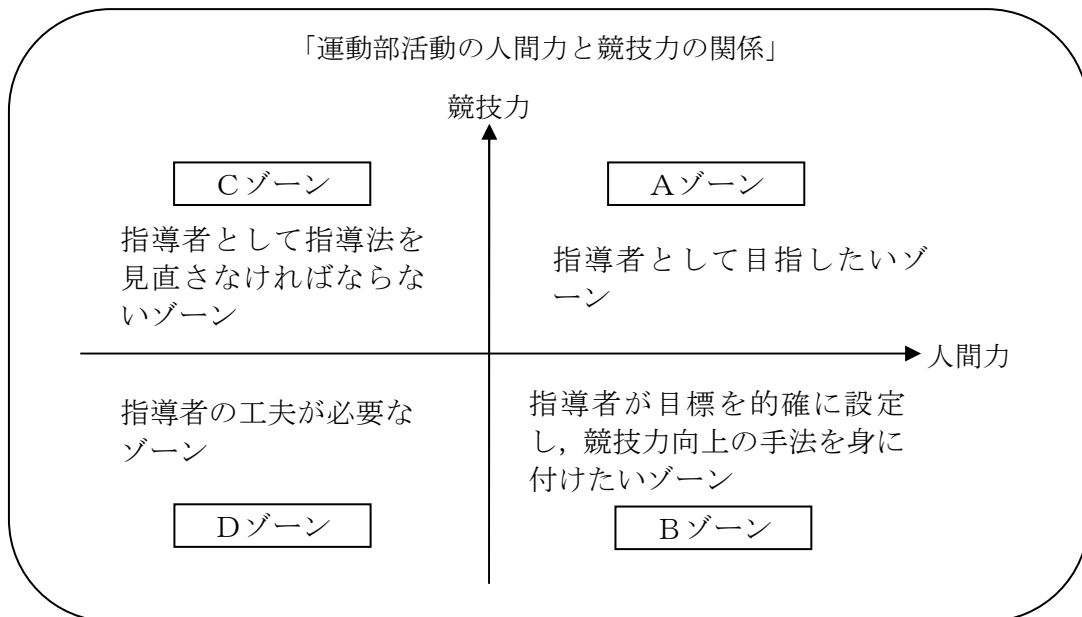 「運動部活動の人間力と競技力の関係」
競技力
Cゾーン
指導者として指導法を
見直さなければならな
いゾーン
Aゾーン
指導者として目指したいゾ
ーン
人間力
指導者の工夫が必要な
ゾーン
Dゾーン
指導者が目標を的確に設定
し，競技力向上の手法を身に
付けたいゾーン
Bゾーン